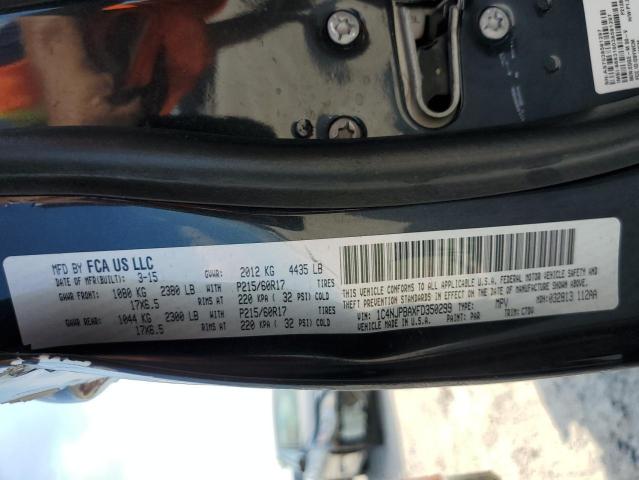 MFD BY FCA US LLC
DATE OF MFR(BUILT): 3-15 GVWR: 2012 KG 4435 LB
GAWR FRONT: 1080 KG 2380 LB P215/60R17 TIRES
17X6.5 RIMS AT 220 KPA ( 32 PSI) COLD
GAWR REAR: 1044 KG 2300 LB P215/60R17 TIRES
17X6.5 RIMS AT 220 KPA ( 32 PSI) COLD
THIS VEHICLE CONFORMS TO ALL APPLICABLE U.S.A. FEDERAL MOTOR VEHICLE SAFETY,
BUMPER, AND THEFT PREVENTION STANDARDS IN EFFECT ON THE DATE OF MANUFACTURE SHOWN ABOVE.
VIN: 1C4NJPBAXFD350299 TYPE: MPV MDH: 032813 112AA
VEHICLE MADE IN U.S.A. PAINT: PAR TRIM: C7DV